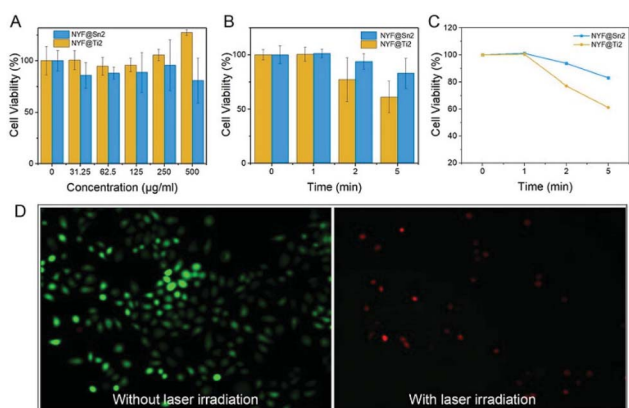 A
NYF@Sn2
NYF@Ti2
Cell Viability (%)
100
50
0
0 31.25 62.5 125 250 500
Concentration (µg/ml)
B
NYF@Sn2
NYF@Ti2
Cell Viability (%)
100
50
0
0 1 2 5
Time (min)
C
NYF@Sn2
NYF@Ti2
Cell Viability (%)
120
100
80
60
40
20
0 1 2 5
Time (min)
D
Without laser irradiation
With laser irradiation